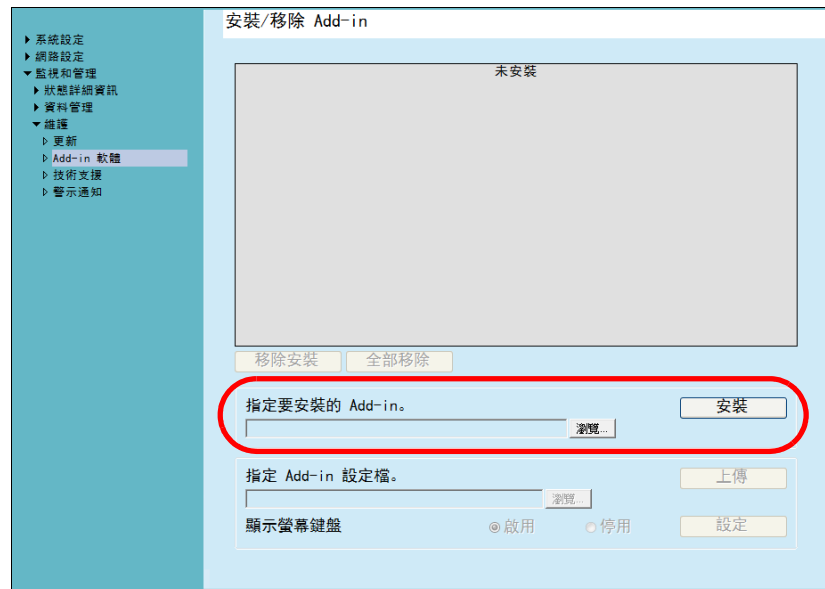 安裝/移除 Add-in
系統設定
網路設定
監視和管理
狀態詳細資訊
資料管理
維護
更新
Add-in 軟體
技術支援
警示通知
未安裝
移除安裝 全部移除
指定要安裝的 Add-in。 安裝
瀏覽...
指定 Add-in 設定檔。 上傳
瀏覽...
顯示螢幕鍵盤 啟用 停用 設定